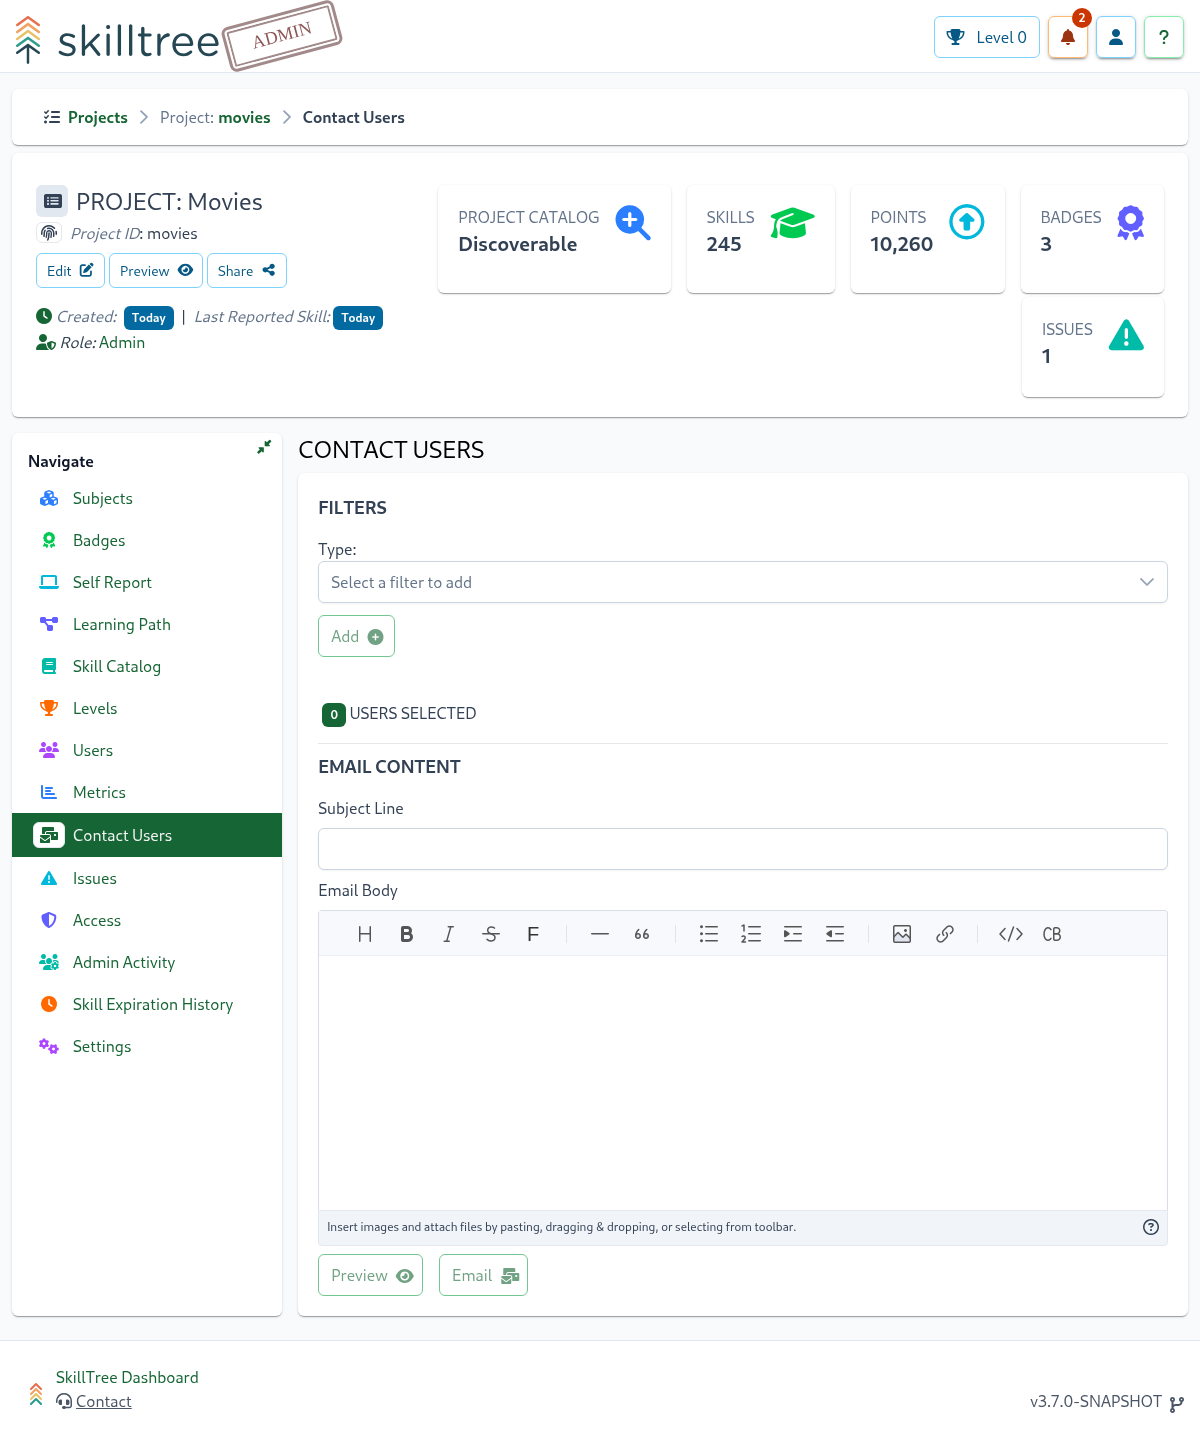 skilltree ADMIN
Level 0
2
?
Projects Project: movies Contact Users
PROJECT: Movies
Project ID: movies
Edit Preview Share
Created: Today | Last Reported Skill: Today
Role: Admin
PROJECT CATALOG
Discoverable
SKILLS
245
POINTS
10,260
BADGES
3
ISSUES
1
Navigate
Subjects
Badges
Self Report
Learning Path
Skill Catalog
Levels
Users
Metrics
Contact Users
Issues
Access
Admin Activity
Skill Expiration History
Settings
CONTACT USERS
FILTERS
Type:
Select a filter to add
Add
0 USERS SELECTED
EMAIL CONTENT
Subject Line
Email Body
H B I S F 66 </> CB
Insert images and attach files by pasting, dragging & dropping, or selecting from toolbar.
Preview Email
SkillTree Dashboard
Contact
v3.7.0-SNAPSHOT